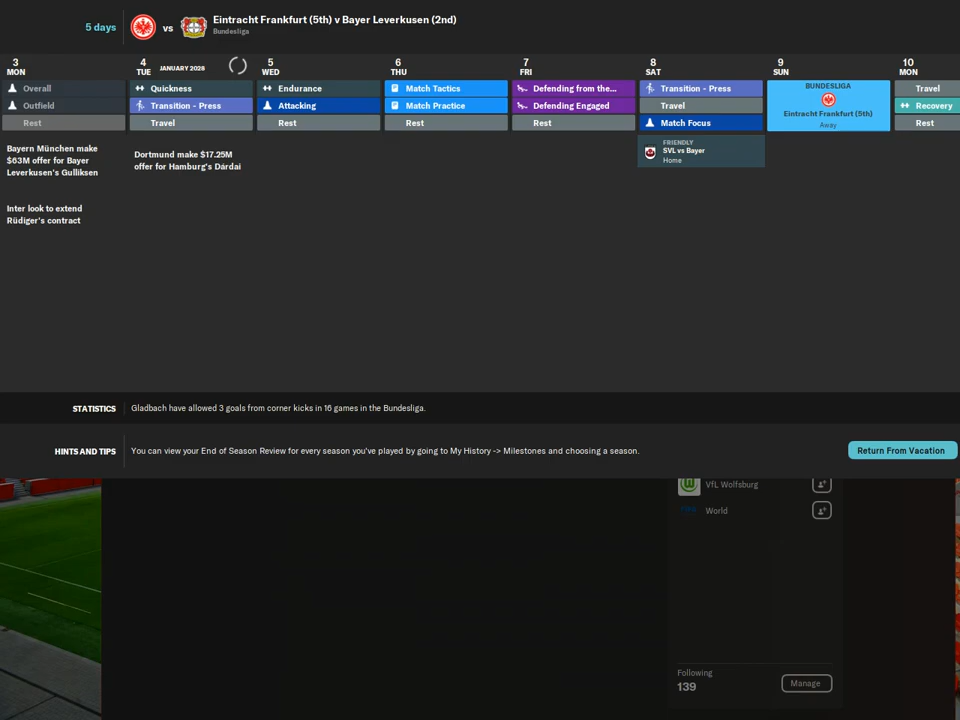 5 days
vs
Eintracht Frankfurt (5th) v Bayer Leverkusen (2nd)
Bundesliga
3
MON
4
TUE
JANUARY 2028
5
WED
6
THU
7
FRI
8
SAT
9
SUN
10
MON
Overall
Outfield
Rest
Quickness
Transition - Press
Travel
Endurance
Attacking
Rest
Match Tactics
Match Practice
Rest
Defending from the...
Defending Engaged
Rest
Transition - Press
Travel
Match Focus
BUNDESLIGA
Eintracht Frankfurt (5th)
Away
Travel
Recovery
Rest
FRIENDLY
SVL vs Bayer
Home
Bayern München make
$63M offer for Bayer
Leverkusen's Gulliksen
Inter look to extend
Rüdiger's contract
Dortmund make $17.25M
offer for Hamburg's Dárdai
STATISTICS
Gladbach have allowed 3 goals from corner kicks in 16 games in the Bundesliga.
HINTS AND TIPS
You can view your End of Season Review for every season you've played by going to My History -> Milestones and choosing a season.
Return From Vacation
VfL Wolfsburg
World
Following
139
Manage